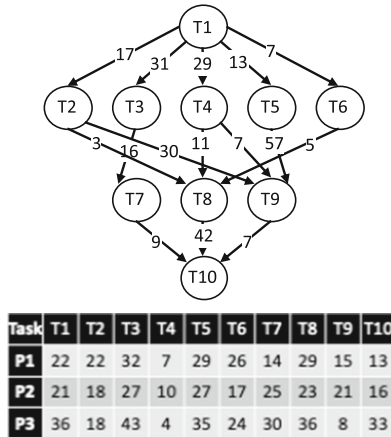 T1
17 31 29 13 7
T2 T3 T4 T5 T6
3 16 30 11 7 57 5
T7 T8 T9
9 42 7
T10
Task T1 T2 T3 T4 T5 T6 T7 T8 T9 T10
P1 22 22 32 7 29 26 14 29 15 13
P2 21 18 27 10 27 17 25 23 21 16
P3 36 18 43 4 35 24 30 36 8 33